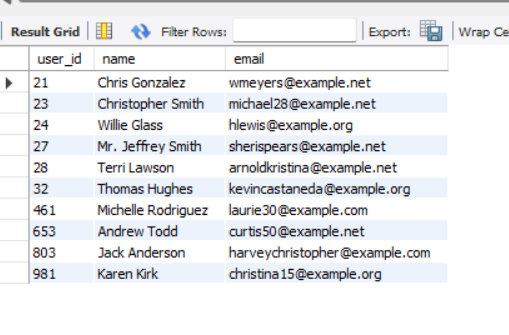 Result Grid Filter Rows: Export: Wrap Ce
user_id name email
21 Chris Gonzalez wmeyers@example.net
23 Christopher Smith michael28@example.net
24 Willie Glass hlewis@example.org
27 Mr. Jeffrey Smith sherispears@example.net
28 Terri Lawson arnoldkristina@example.net
32 Thomas Hughes kevincastaneda@example.org
461 Michelle Rodriguez laurie30@example.com
653 Andrew Todd curtis50@example.net
803 Jack Anderson harveychristopher@example.com
981 Karen Kirk christina15@example.org